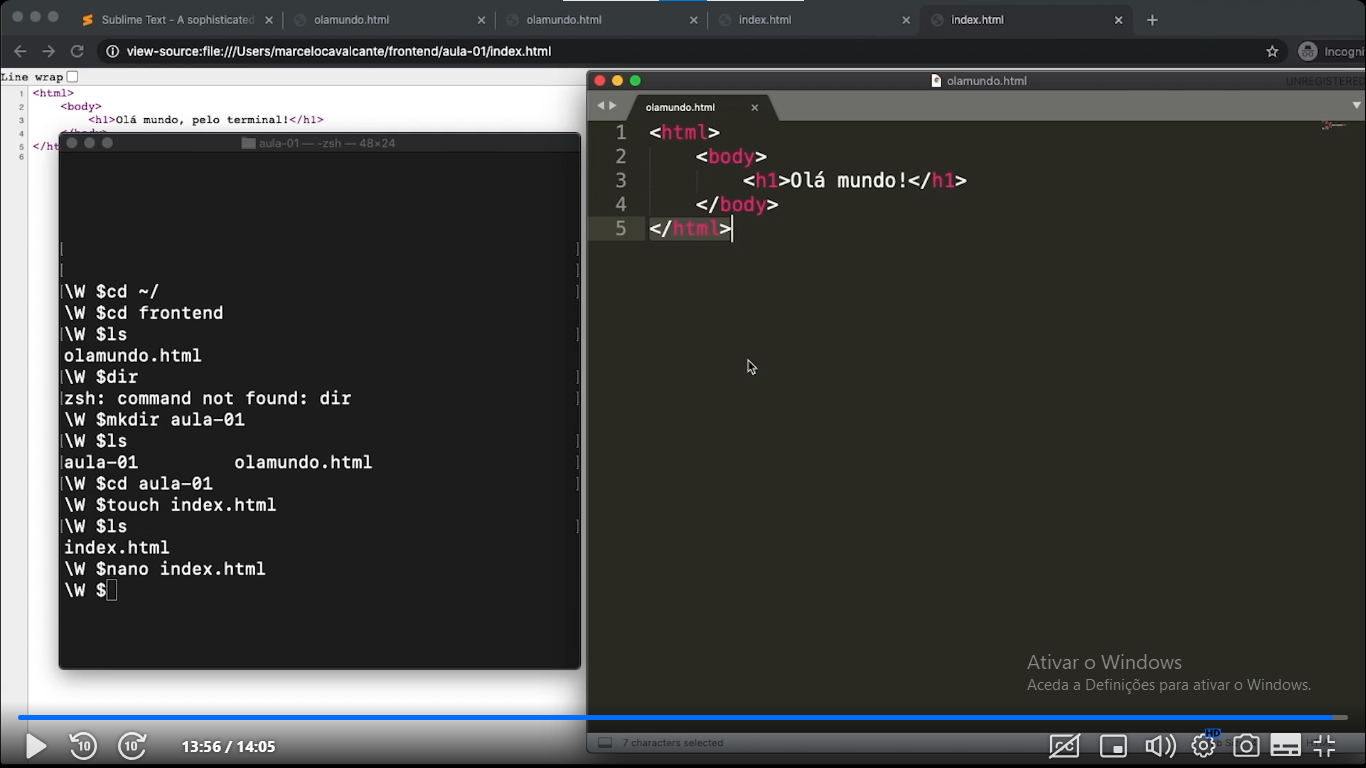 Sublime Text - A sophisticated
olamundo.html
olamundo.html
index.html
index.html
view-source:file:///Users/marcelocavalcante/frontend/aula-01/index.html
Incogni
Line wrap
1 <html>
2 <body>
3 <h1>Olá mundo, pelo terminal!</h1>
4
5 </ht
6
aula-01 — -zsh — 48×24
\W $cd ~/
\W $cd frontend
\W $ls
olamundo.html
\W $dir
zsh: command not found: dir
\W $mkdir aula-01
\W $ls
aula-01 olamundo.html
\W $cd aula-01
\W $touch index.html
\W $ls
index.html
\W $nano index.html
\W $
olamundo.html
UNREGISTERED
olamundo.html
1 <html>
2 <body>
3 <h1>Olá mundo!</h1>
4 </body>
5 </html>
7 characters selected
Ativar o Windows
Aceda a Definições para ativar o Windows.
10
10
13:56 / 14:05
CC
HD